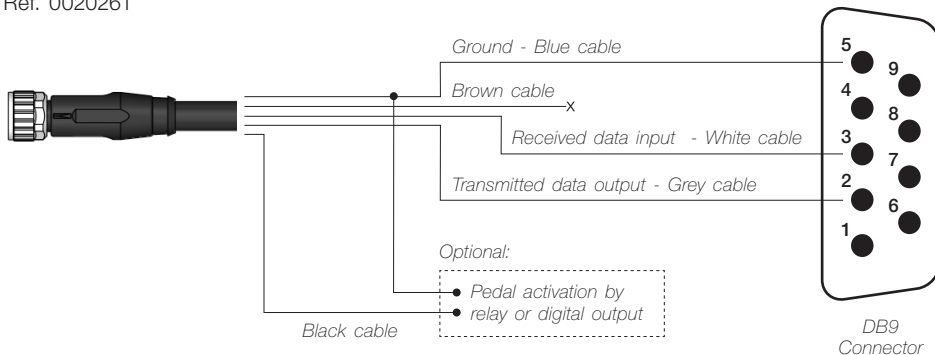 Ref. 0020261
Ground - Blue cable
Brown cable
X
Received data input - White cable
Transmitted data output - Grey cable
Optional:
Pedal activation by
relay or digital output
Black cable
5
9
4
8
3
7
2
6
1
DB9
Connector